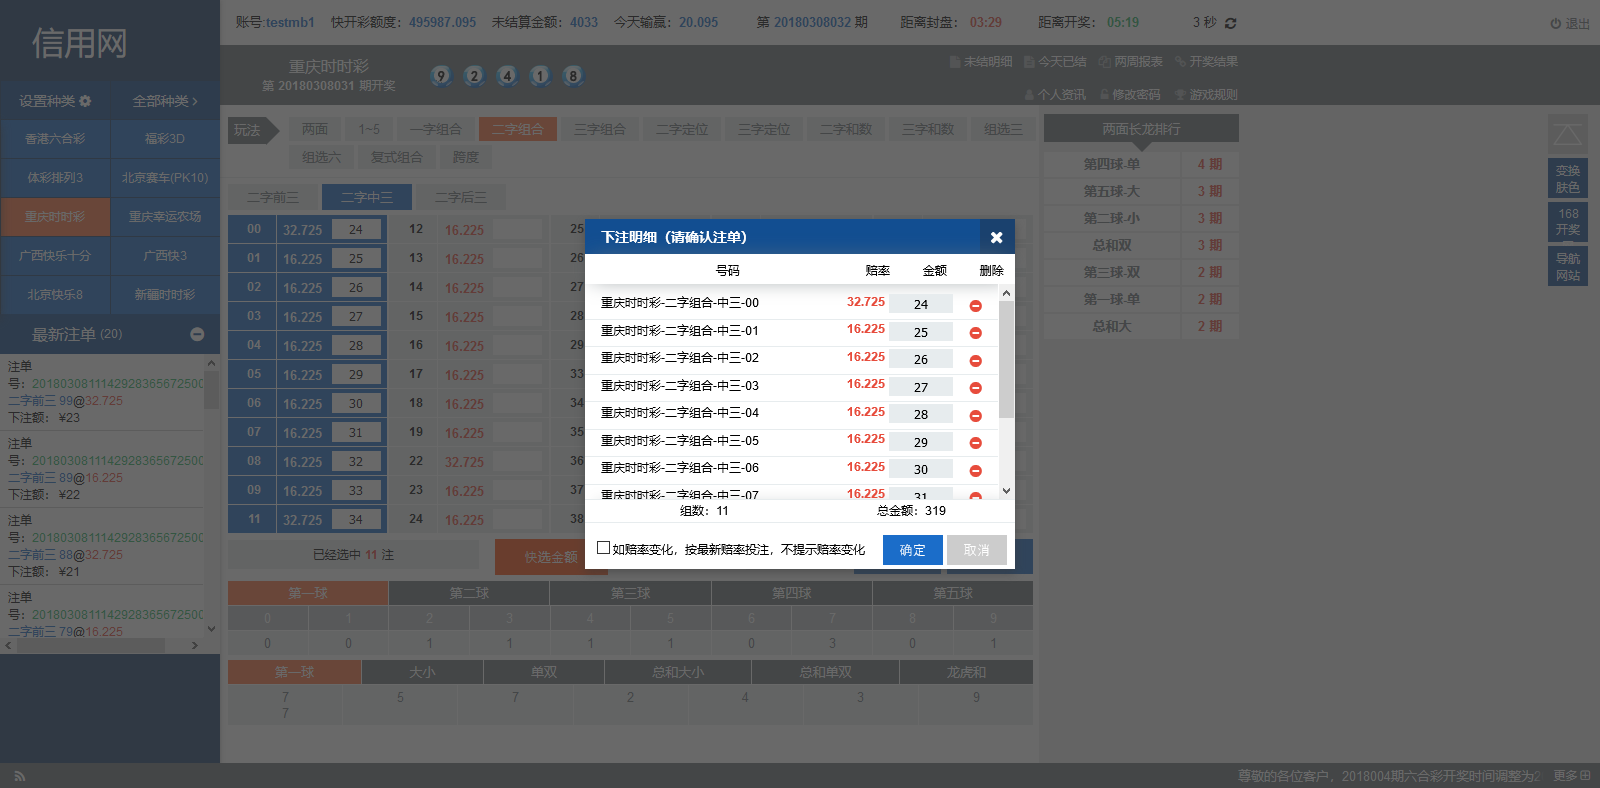 信用网
账号:testmb1 快开彩额度：495987.095 未结算金额：4033 今天输赢：20.095 第 20180308032 期 距离封盘：03:29 距离开奖：05:19 3 秒 退出
重庆时时彩
第 20180308031 期开奖
9 2 4 1 8
未结明细 今天已结 两周报表 开奖结果
个人资讯 修改密码 游戏规则
设置种类 全部种类
香港六合彩 福彩3D
体彩排列3 北京赛车(PK10)
重庆时时彩 重庆幸运农场
广西快乐十分 广西快3
北京快乐8 新疆时时彩
最新注单 (20)
注单
号：20180308111429283656725​00
二字前三 99@32.725
下注额： ¥23
注单
号：2018030811142928365672500
二字前三 89@16.225
下注额： ¥22
注单
号：2018030811142928365672500
二字前三 88@32.725
下注额： ¥21
注单
号：2018030811142928365672500
二字前三 79@16.225
玩法 两面 1~5 一字组合 二字组合 三字组合 二字定位 三字定位 二字和数 三字和数 组选三
组选六 复式组合 跨度
二字前三 二字中三 二字后三
00 32.725 24 12 16.225 25
01 16.225 25 13 16.225 26
02 16.225 26 14 16.225 27
03 16.225 27 15 16.225 28
04 16.225 28 16 16.225 29
05 16.225 29 17 16.225 33
06 16.225 30 18 16.225 34
07 16.225 31 19 16.225 35
08 16.225 32 22 32.725 36
09 16.225 33 23 16.225 37
11 32.725 34 24 16.225 38
已经选中 11 注 快选金额
下注明细（请确认注单）
号码 赔率 金额 删除
重庆时时彩-二字组合-中三-00 32.725 24
重庆时时彩-二字组合-中三-01 16.225 25
重庆时时彩-二字组合-中三-02 16.225 26
重庆时时彩-二字组合-中三-03 16.225 27
重庆时时彩-二字组合-中三-04 16.225 28
重庆时时彩-二字组合-中三-05 16.225 29
重庆时时彩-二字组合-中三-06 16.225 30
重庆时时彩-二字组合-中三-07 16.225 31
组数：11 总金额：319
如赔率变化，按最新赔率投注，不提示赔率变化 确定 取消
第一球 第二球 第三球 第四球 第五球
0 1 2 3 4 5 6 7 8 9
0 0 1 1 1 1 0 3 0 1
第一球 大小 单双 总和大小 总和单双 龙虎和
7 5 7 2 4 3 9
7
两面长龙排行
第四球-单 4 期
第五球-大 3 期
第二球-小 3 期
总和双 3 期
第三球-双 2 期
第一球-单 2 期
总和大 2 期
变换
肤色
168
开奖
导航
网站
尊敬的各位客户，2018004期六合彩开奖时间调整为2 更多